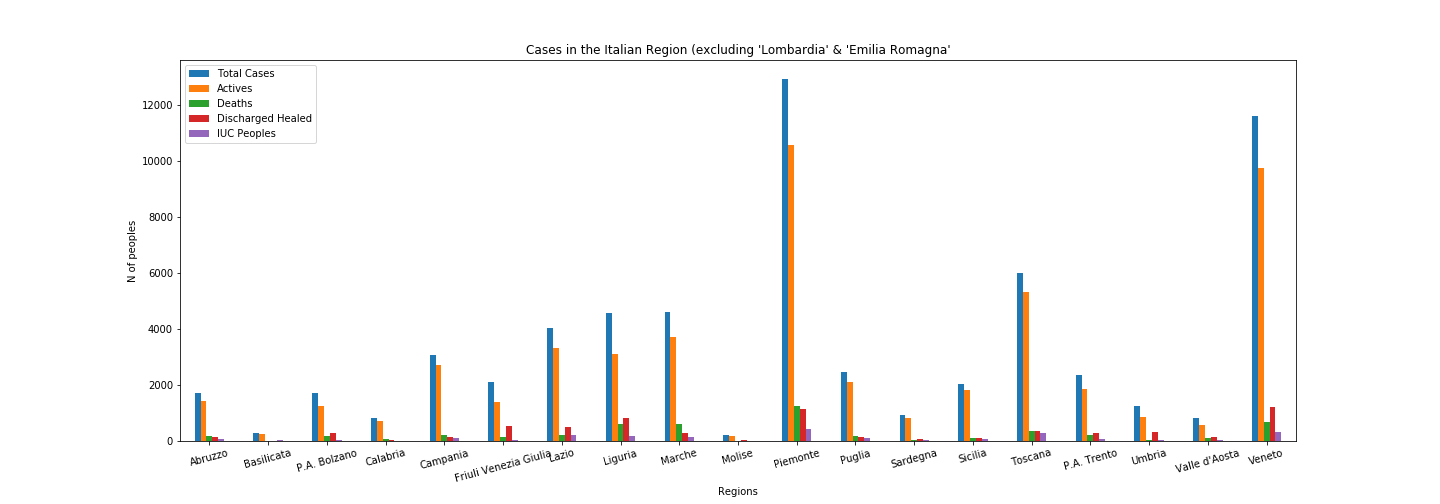 Cases in the Italian Region (excluding 'Lombardia' & 'Emilia Romagna'
Total Cases
Actives
Deaths
Discharged Healed
IUC Peoples
12000
10000
8000
6000
4000
2000
0
N of peoples
Abruzzo
Basilicata
P.A. Bolzano
Calabria
Campania
Friuli Venezia Giulia
Lazio
Liguria
Marche
Molise
Piemonte
Puglia
Sardegna
Sicilia
Toscana
P.A. Trento
Umbria
Valle d'Aosta
Veneto
Regions